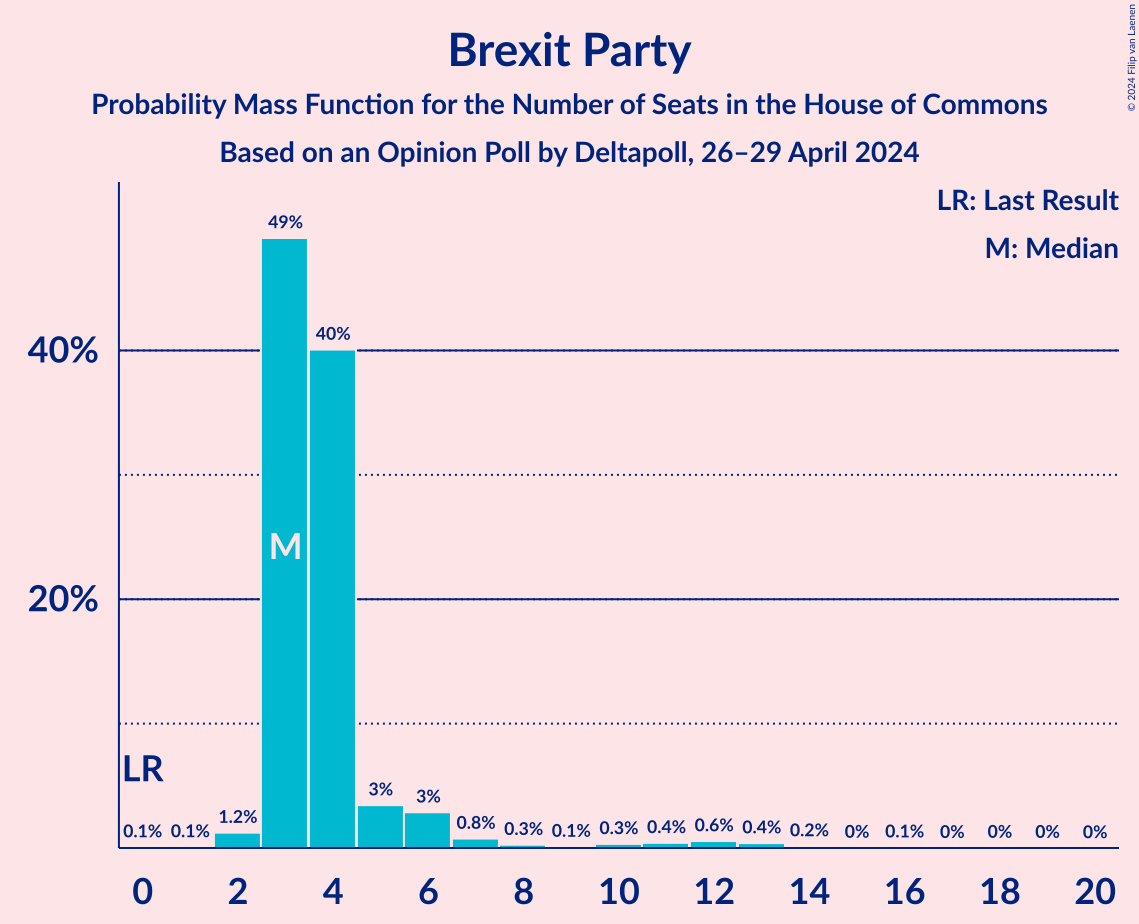 Brexit Party
Probability Mass Function for the Number of Seats in the House of Commons
Based on an Opinion Poll by Deltapoll, 26–29 April 2024
© 2024 Filip van Laenen
LR: Last Result
M: Median
49%
40%
40%
M
20%
LR
0.1% 0.1% 1.2% 3% 3% 0.8% 0.3% 0.1% 0.3% 0.4% 0.6% 0.4% 0.2% 0% 0.1% 0% 0% 0% 0%
0 2 4 6 8 10 12 14 16 18 20